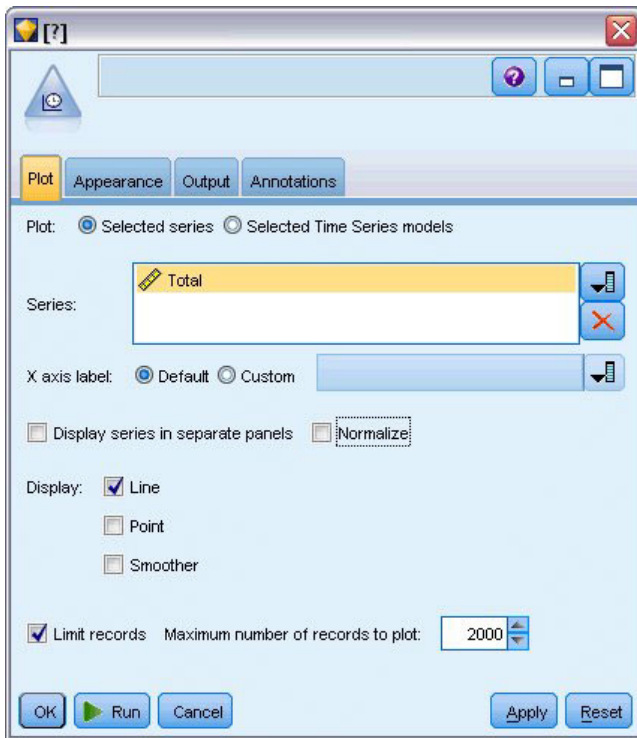 [?]
Plot Appearance Output Annotations
Plot: Selected series Selected Time Series models
Total
Series:
X axis label: Default Custom
Display series in separate panels Normalize
Display: Line
Point
Smoother
Limit records Maximum number of records to plot: 2000
OK Run Cancel Apply Reset